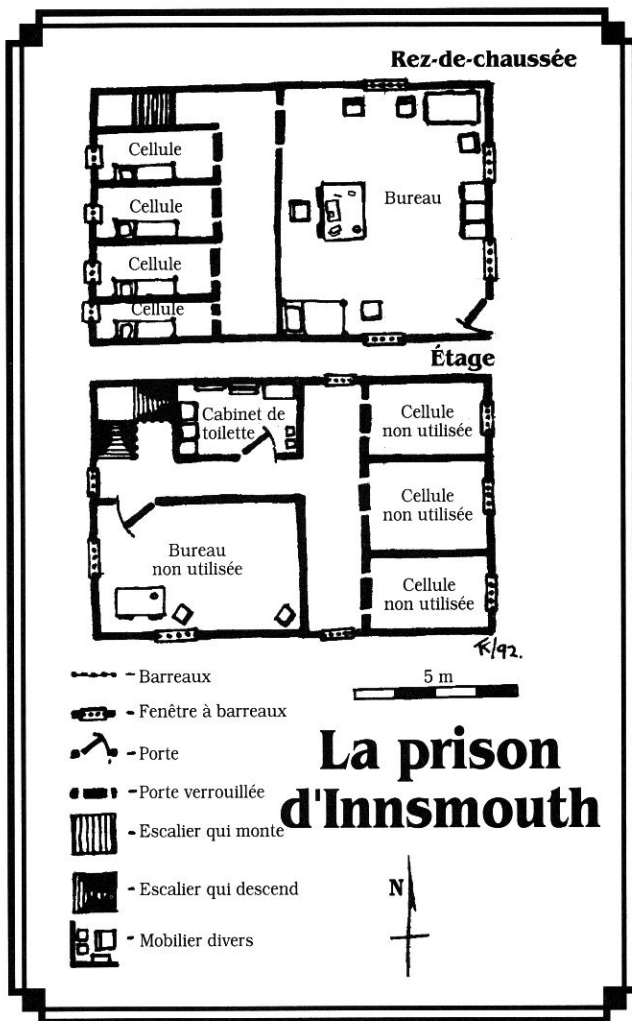 Rez-de-chaussée
Cellule
Cellule
Cellule
Cellule
Bureau
Étage
Cabinet de
toilette
Cellule
non utilisée
Cellule
non utilisée
Cellule
non utilisée
Bureau
non utilisée
TK/92.
- Barreaux
- Fenêtre à barreaux
- Porte
- Porte verrouillée
- Escalier qui monte
- Escalier qui descend
- Mobilier divers
5 m
La prison
d'Innsmouth
N